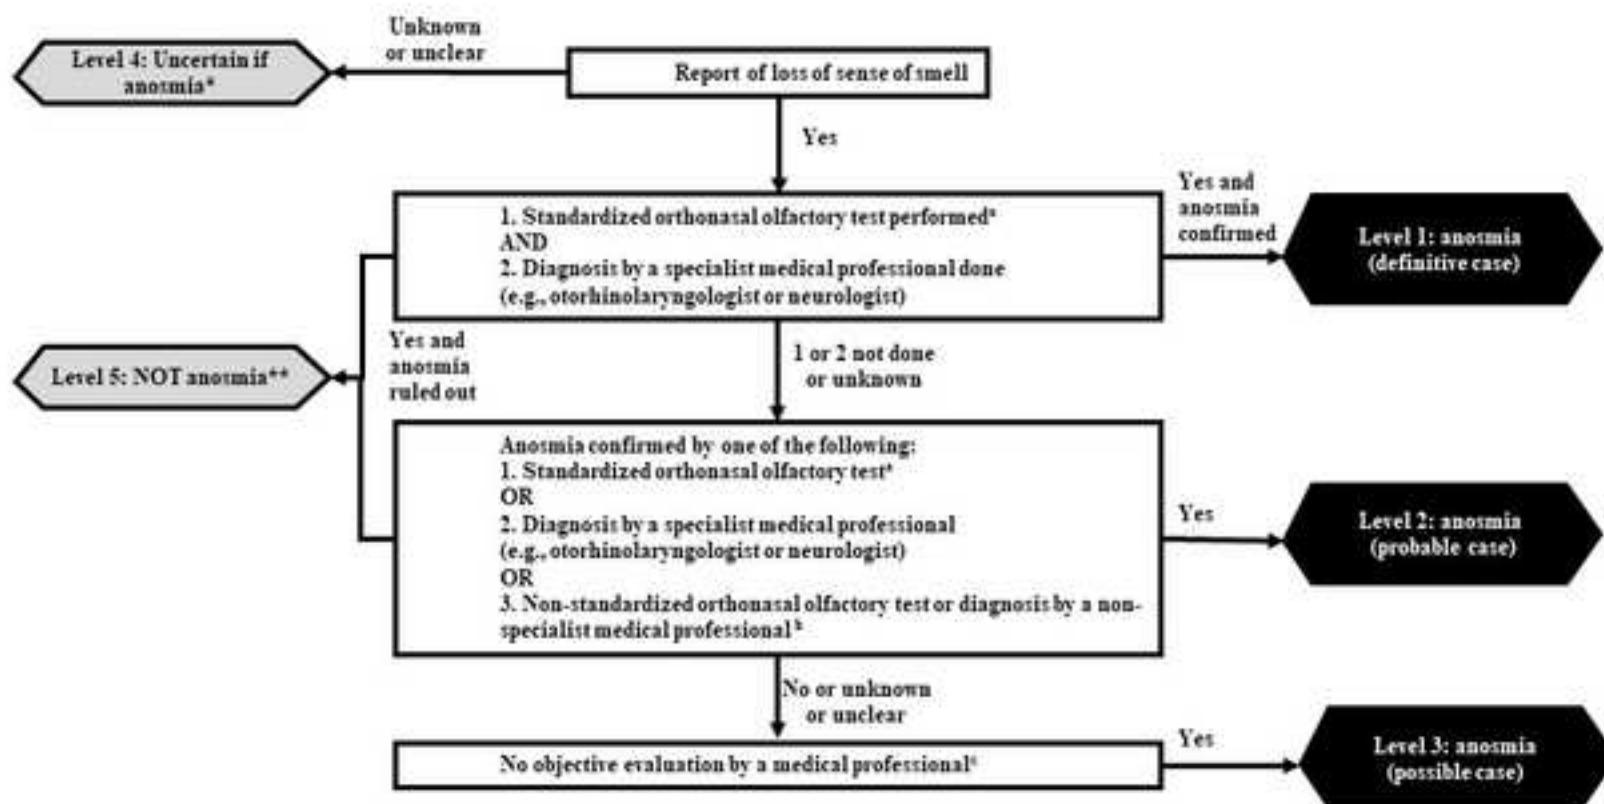 Unknown
or unclear
Level 4: Uncertain if
anosmia*
Report of loss of sense of smell
Yes
1. Standardized orthonasal olfactory test performedª
AND
2. Diagnosis by a specialist medical professional done
(e.g., otorhinolaryngologist or neurologist)
Yes and
anosmia
confirmed
Level 1: anosmia
(definitive case)
Yes and
anosmia
ruled out
Level 5: NOT anosmia**
1 or 2 not done
or unknown
Anosmia confirmed by one of the following:
1. Standardized orthonasal olfactory testª
OR
2. Diagnosis by a specialist medical professional
(e.g., otorhinolaryngologist or neurologist)
OR
3. Non-standardized orthonasal olfactory test or diagnosis by a non-
specialist medical professional ᵇ
Yes
Level 2: anosmia
(probable case)
No or unknown
or unclear
No objective evaluation by a medical professionalᶜ
Yes
Level 3: anosmia
(possible case)